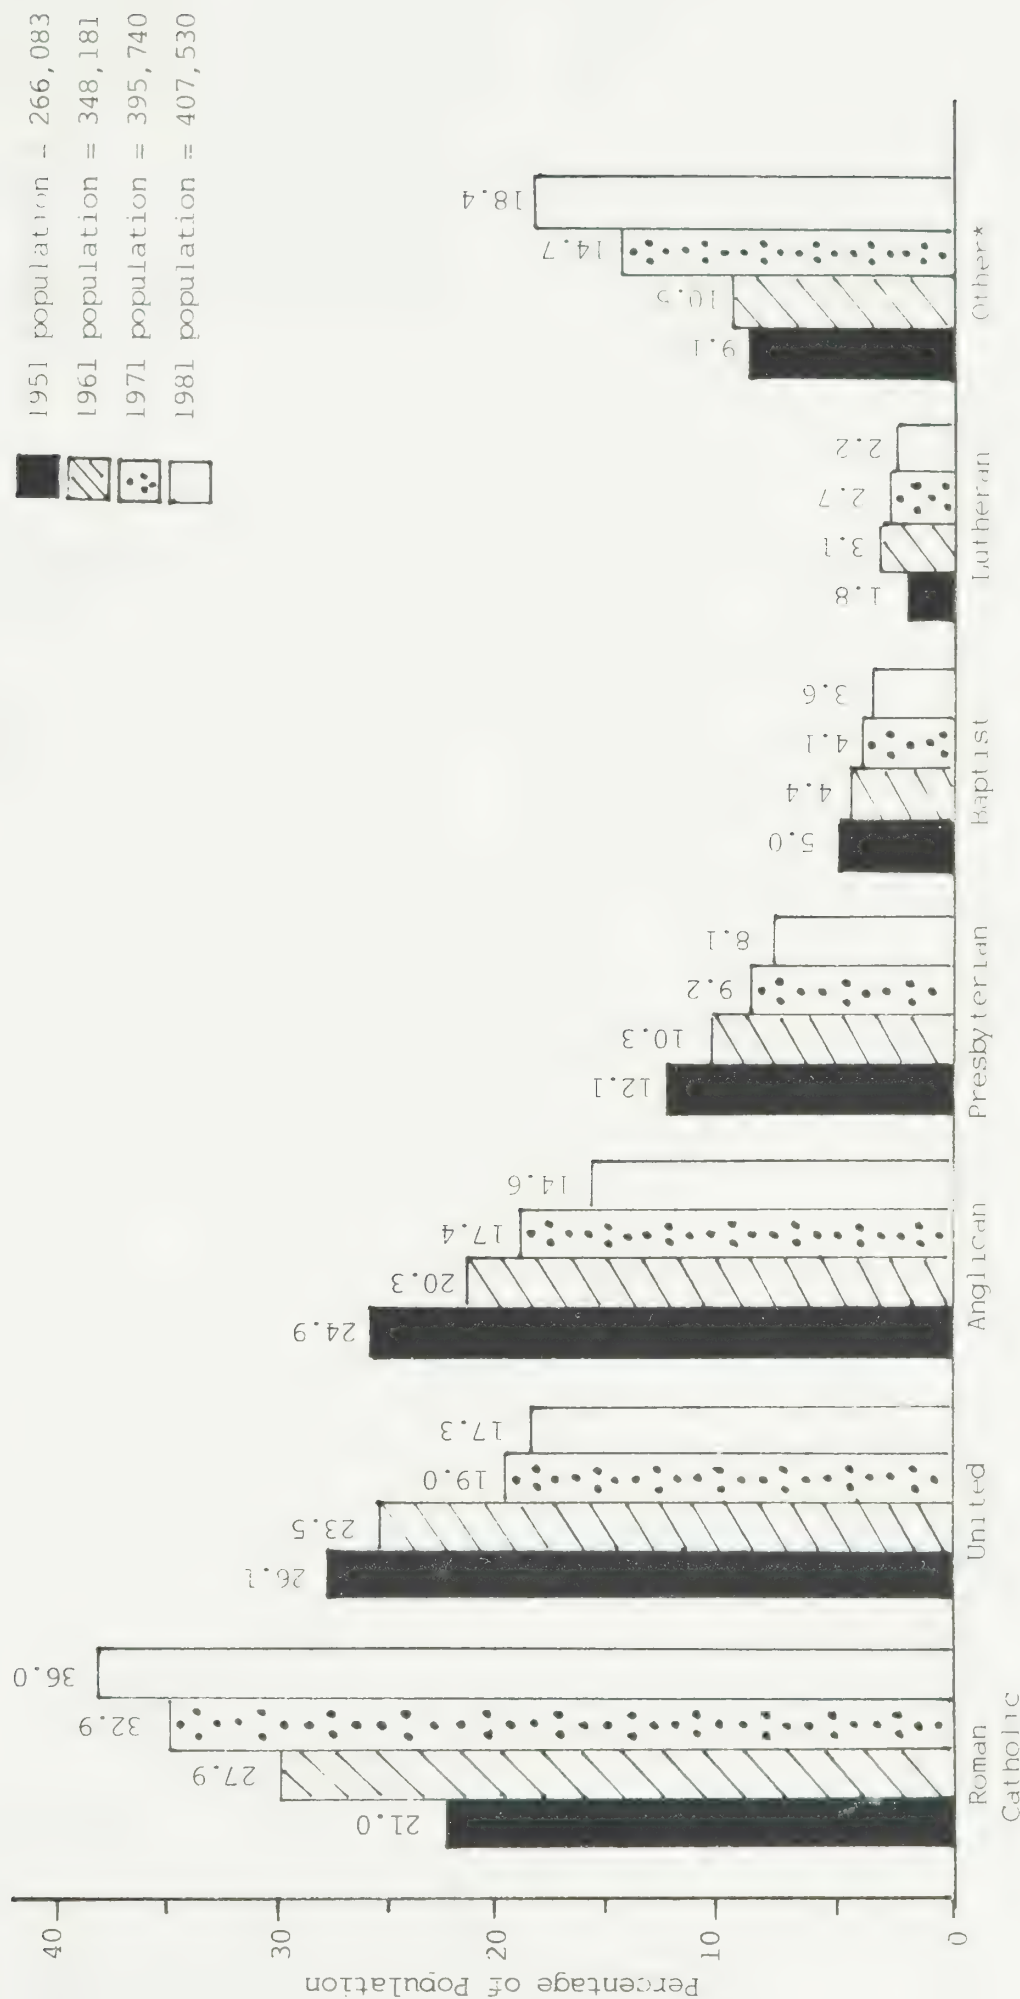 1951 population - 266,083
1961 population = 348,181
1971 population = 395,740
1981 population = 407,530
Percentage of Population
40
30
20
10
0
21.0
27.9
32.9
36.0
26.1
23.5
19.0
17.3
24.9
20.3
17.4
14.6
12.1
10.3
9.2
8.1
5.0
4.4
4.1
3.6
1.8
3.1
2.7
2.2
9.1
10.5
14.7
18.4
Roman
Catholic
United
Anglican
Presbyterian
Baptist
Lutheran
Other*